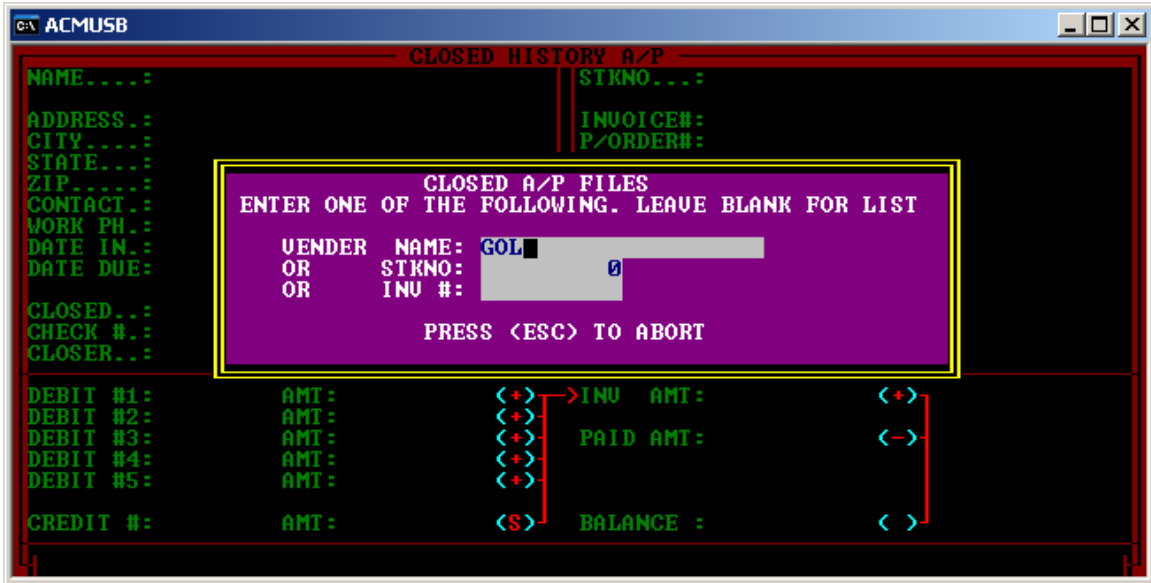 C:\ ACMUSB
CLOSED HISTORY A/P
NAME....: STKNO...:
ADDRESS.: INVOICE#:
CITY....: P/ORDER#:
STATE...:
ZIP.....:
CONTACT.:
WORK PH.:
DATE IN.:
DATE DUE:
CLOSED..:
CHECK #.:
CLOSER..:
CLOSED A/P FILES
ENTER ONE OF THE FOLLOWING. LEAVE BLANK FOR LIST
VENDER NAME: GOL
OR STKNO: 0
OR INV #:
PRESS <ESC> TO ABORT
DEBIT #1: AMT: (+) >INV AMT: (+)
DEBIT #2: AMT: (+)
DEBIT #3: AMT: (+) PAID AMT: (-)
DEBIT #4: AMT: (+)
DEBIT #5: AMT: (+)
CREDIT #: AMT: (S) BALANCE : ( )